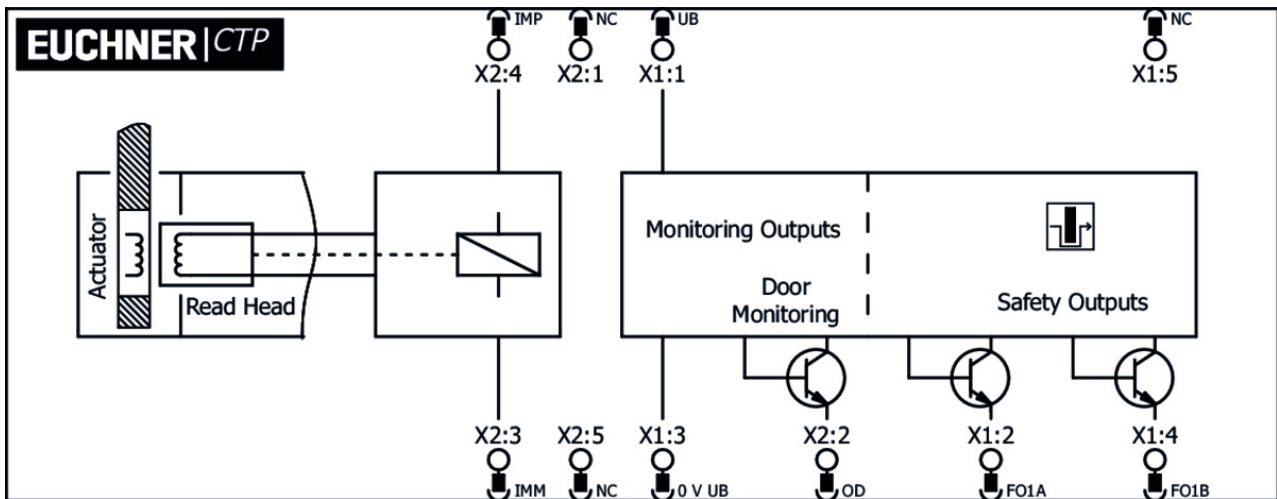 EUCHNER|CTP
IMP NC UB NC
X2:4 X2:1 X1:1 X1:5
Actuator
Read Head
Monitoring Outputs
Door
Monitoring
Safety Outputs
X2:3 X2:5 X1:3 X2:2 X1:2 X1:4
IMM NC 0 V UB OD FO1A FO1B